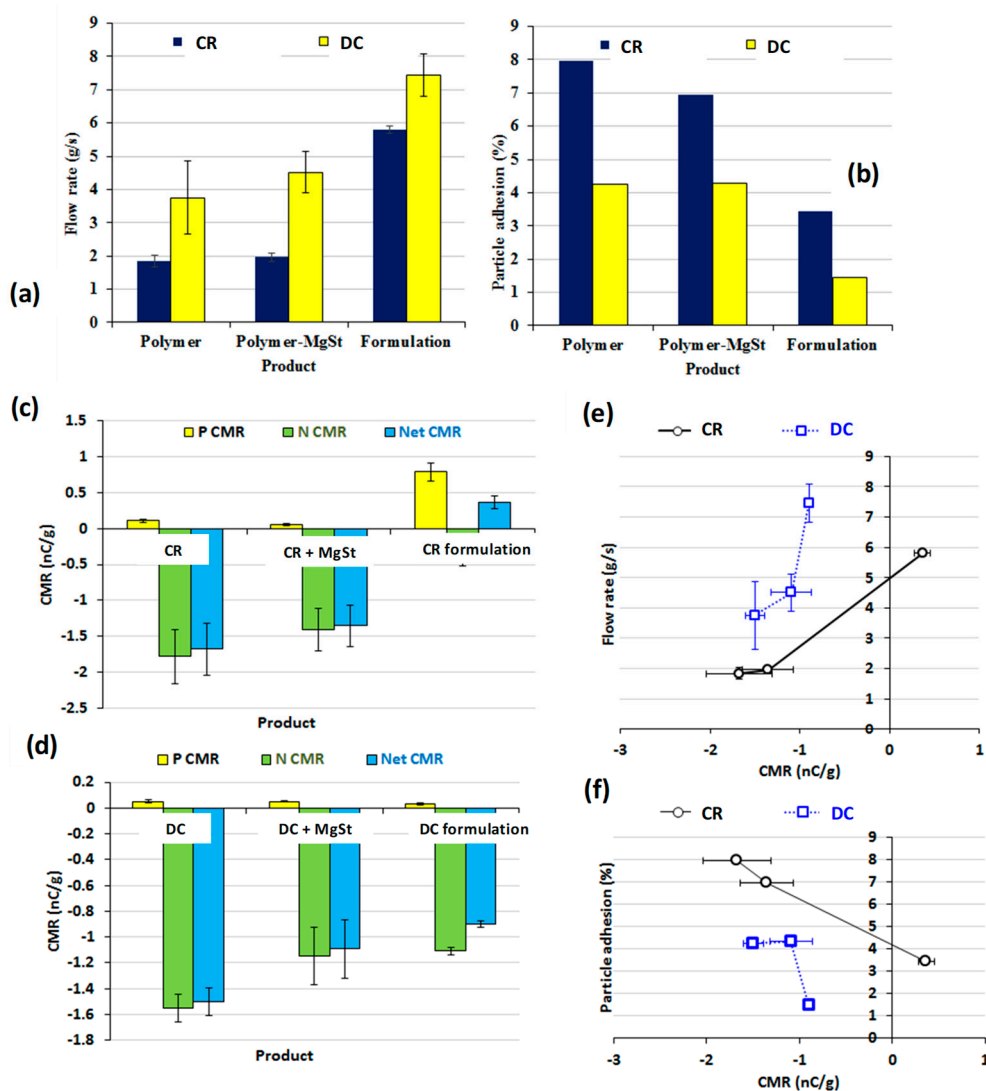 9
8
7
6
5
4
3
2
1
0
Flow rate (g/s)
CR DC
Polymer Polymer-MgSt Formulation
Product
(a)
9
8
7
6
5
4
3
2
1
0
Particle adhesion (%)
CR DC
(b)
Polymer Polymer-MgSt Formulation
Product
(c)
1.5
1
0.5
0
-0.5
-1
-1.5
-2
-2.5
CMR (nC/g)
P CMR N CMR Net CMR
CR CR + MgSt CR formulation
Product
(d)
0.2
0
-0.2
-0.4
-0.6
-0.8
-1
-1.2
-1.4
-1.6
-1.8
CMR (nC/g)
P CMR N CMR Net CMR
DC DC + MgSt DC formulation
Product
(e)
CR DC
9
8
7
6
5
4
3
2
1
0
Flow rate (g/s)
-3 -2 -1 0 1
CMR (nC/g)
(f)
CR DC
9
8
7
6
5
4
3
2
1
0
Particle adhesion (%)
-3 -2 -1 0 1
CMR (nC/g)